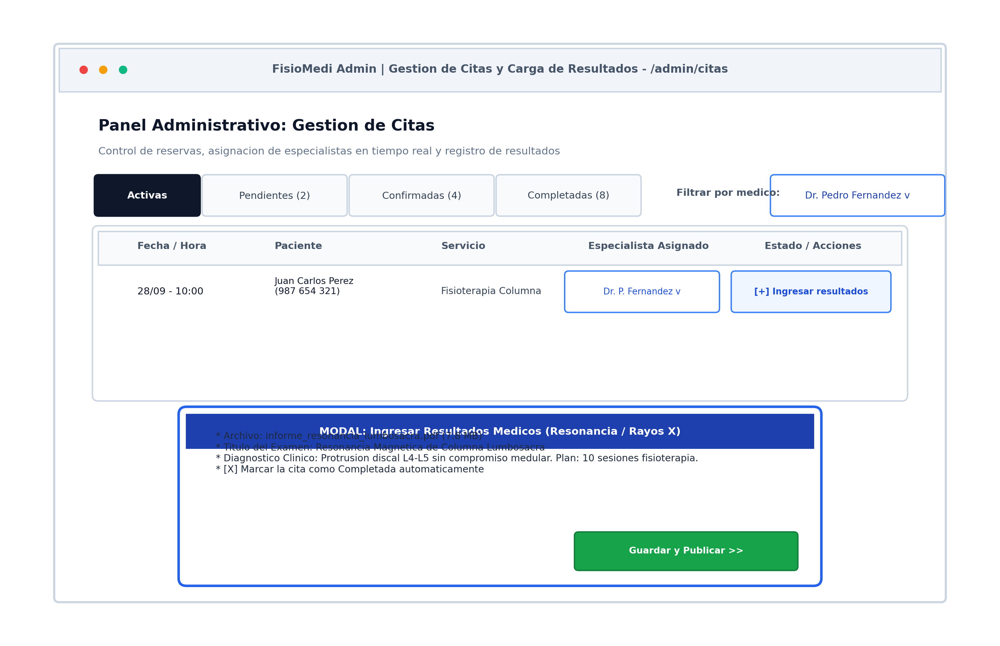 FisioMedi Admin | Gestion de Citas y Carga de Resultados - /admin/citas
Panel Administrativo: Gestion de Citas
Control de reservas, asignacion de especialistas en tiempo real y registro de resultados
Activas
Pendientes (2)
Confirmadas (4)
Completadas (8)
Filtrar por medico:
Dr. Pedro Fernandez v
Fecha / Hora
Paciente
Servicio
Especialista Asignado
Estado / Acciones
28/09 - 10:00
Juan Carlos Perez
(987 654 321)
Fisioterapia Columna
Dr. P. Fernandez v
[+] Ingresar resultados
MODAL: Ingresar Resultados Medicos (Resonancia / Rayos X)
* Archivo: informe_resonancia_lumbosacra.pdf (7.8 MB)
* Titulo del Examen: Resonancia Magnetica de Columna Lumbosacra
* Diagnostico Clinico: Protrusion discal L4-L5 sin compromiso medular. Plan: 10 sesiones fisioterapia.
* [X] Marcar la cita como Completada automaticamente
Guardar y Publicar >>